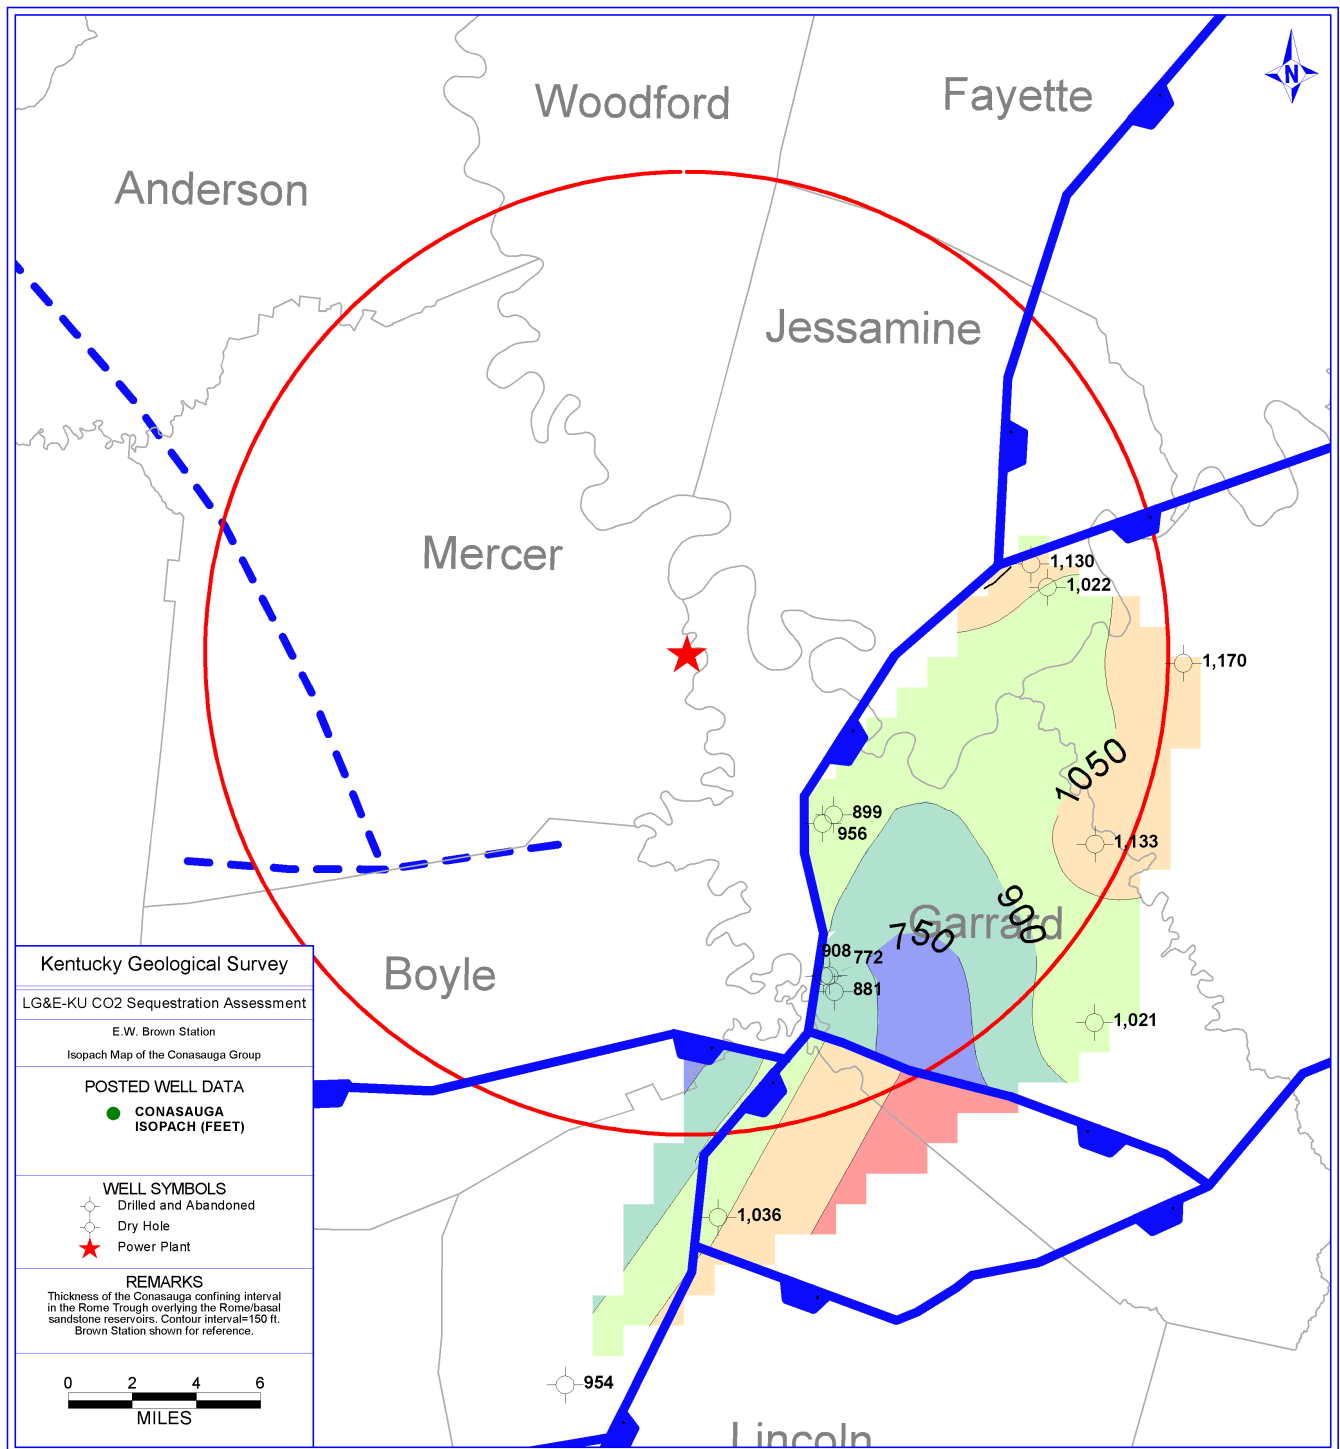 Woodford
Fayette
N
Anderson
Jessamine
Mercer
1,130
1,022
1,170
1050
899
956
1,133
900
Garrard
750
908
772
881
Boyle
1,021
1,036
954
Lincoln
Kentucky Geological Survey
LG&E-KU CO2 Sequestration Assessment
E.W. Brown Station
Isopach Map of the Conasauga Group
POSTED WELL DATA
CONASAUGA
ISOPACH (FEET)
WELL SYMBOLS
Drilled and Abandoned
Dry Hole
Power Plant
REMARKS
Thickness of the Conasauga confining interval
in the Rome Trough overlying the Rome/basal
sandstone reservoirs. Contour interval=150 ft.
Brown Station shown for reference.
0 2 4 6
MILES